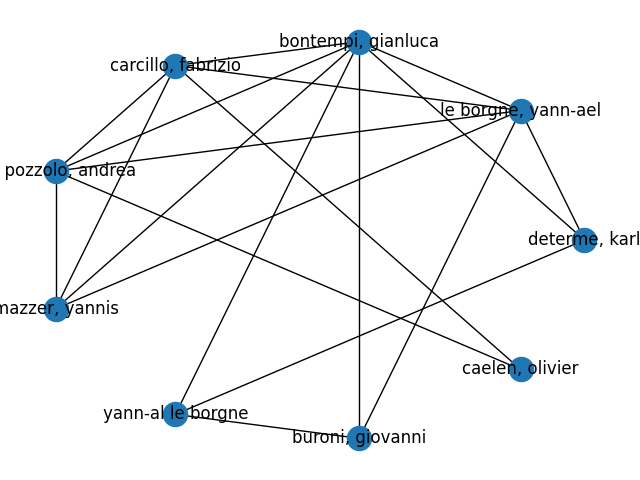 bontempi, gianluca
carcillo, fabrizio
le borgne, yann-ael
pozzolo, andrea
determe, karl
mazzer, yannis
caelen, olivier
yann-al le borgne
buroni, giovanni